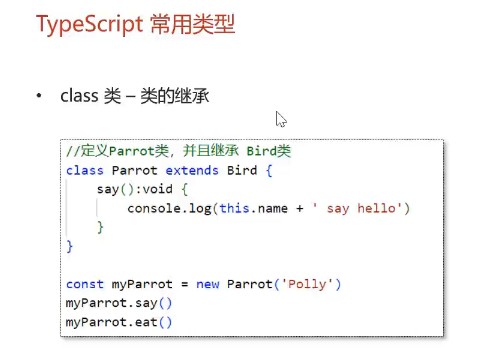 TypeScript 常用类型
• class 类 – 类的继承
//定义Parrot类，并且继承 Bird类
class Parrot extends Bird {
    say():void {
        console.log(this.name + ' say hello')
    }
}

const myParrot = new Parrot('Polly')
myParrot.say()
myParrot.eat()